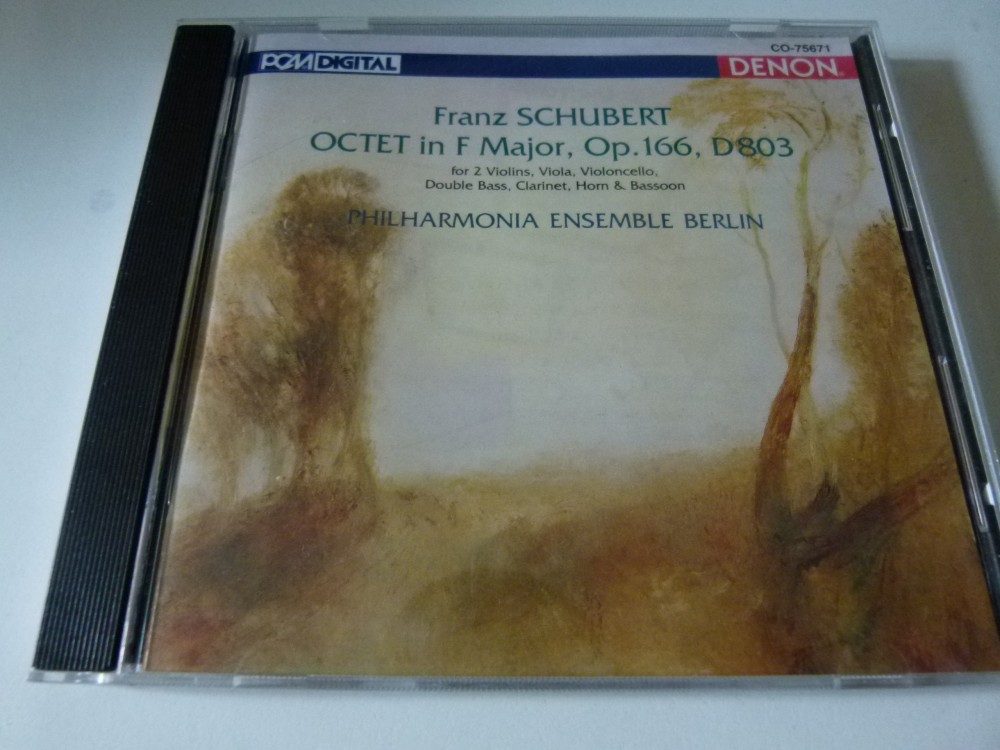 CO-75671
PCM DIGITAL
DENON
Franz SCHUBERT
OCTET in F Major, Op.166, D803
for 2 Violins, Viola, Violoncello,
Double Bass, Clarinet, Horn & Bassoon
PHILHARMONIA ENSEMBLE BERLIN